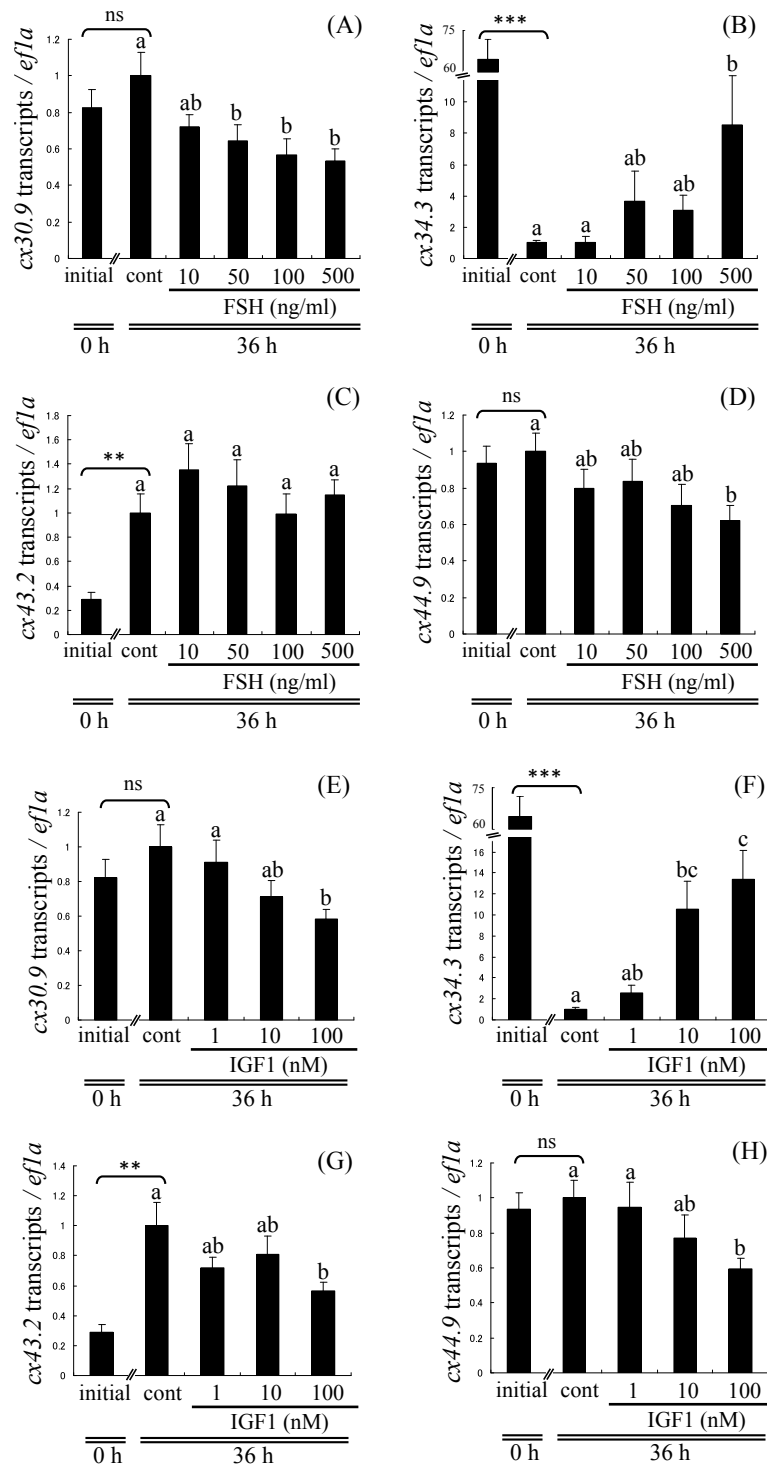 (A)
ns
cx30.9 transcripts / ef1a
1.2
1
0.8
0.6
0.4
0.2
0
a
ab
b
b
b
initial
cont
10
50
100
500
FSH (ng/ml)
0 h
36 h
(B)
***
cx34.3 transcripts / ef1a
75
60
10
8
6
4
2
0
a
a
ab
ab
b
initial
cont
10
50
100
500
FSH (ng/ml)
0 h
36 h
(C)
**
cx43.2 transcripts / ef1a
1.8
1.6
1.4
1.2
1
0.8
0.6
0.4
0.2
0
a
a
a
a
a
initial
cont
10
50
100
500
FSH (ng/ml)
0 h
36 h
(D)
ns
cx44.9 transcripts / ef1a
1.2
1
0.8
0.6
0.4
0.2
0
a
ab
ab
ab
b
initial
cont
10
50
100
500
FSH (ng/ml)
0 h
36 h
(E)
ns
cx30.9 transcripts / ef1a
1.2
1
0.8
0.6
0.4
0.2
0
a
a
ab
b
initial
cont
1
10
100
IGF1 (nM)
0 h
36 h
(F)
***
cx34.3 transcripts / ef1a
75
60
16
14
12
10
8
6
4
2
0
a
ab
bc
c
initial
cont
1
10
100
IGF1 (nM)
0 h
36 h
(G)
**
cx43.2 transcripts / ef1a
1.4
1.2
1
0.8
0.6
0.4
0.2
0
a
ab
ab
b
initial
cont
1
10
100
IGF1 (nM)
0 h
36 h
(H)
ns
cx44.9 transcripts / ef1a
1.2
1
0.8
0.6
0.4
0.2
0
a
a
ab
b
initial
cont
1
10
100
IGF1 (nM)
0 h
36 h